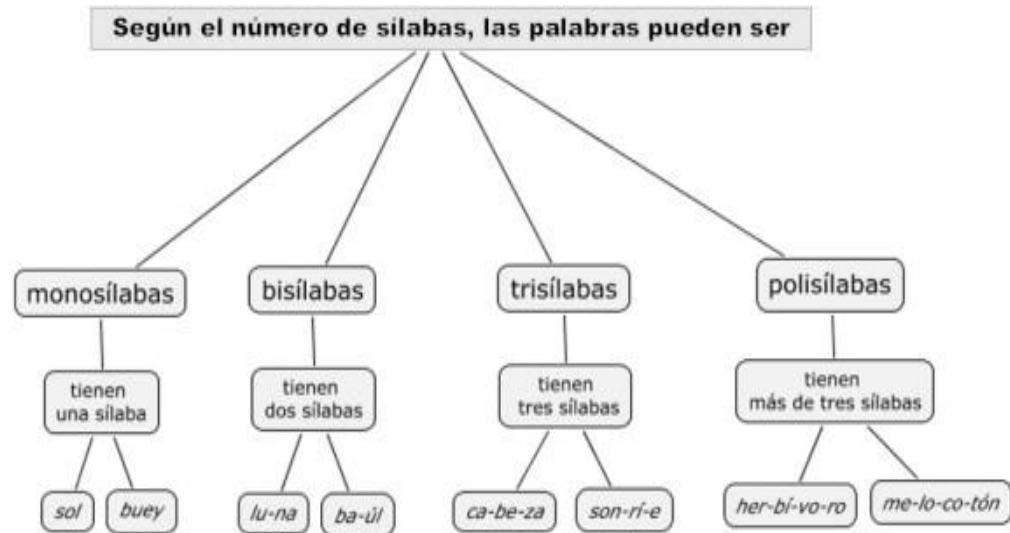 Según el número de sílabas, las palabras pueden ser
monosílabas
bisílabas
trisílabas
polisílabas
tienen
una sílaba
tienen
dos sílabas
tienen
tres sílabas
tienen
más de tres sílabas
sol
buey
lu-na
ba-úl
ca-be-za
son-rí-e
her-bí-vo-ro
me-lo-co-tón